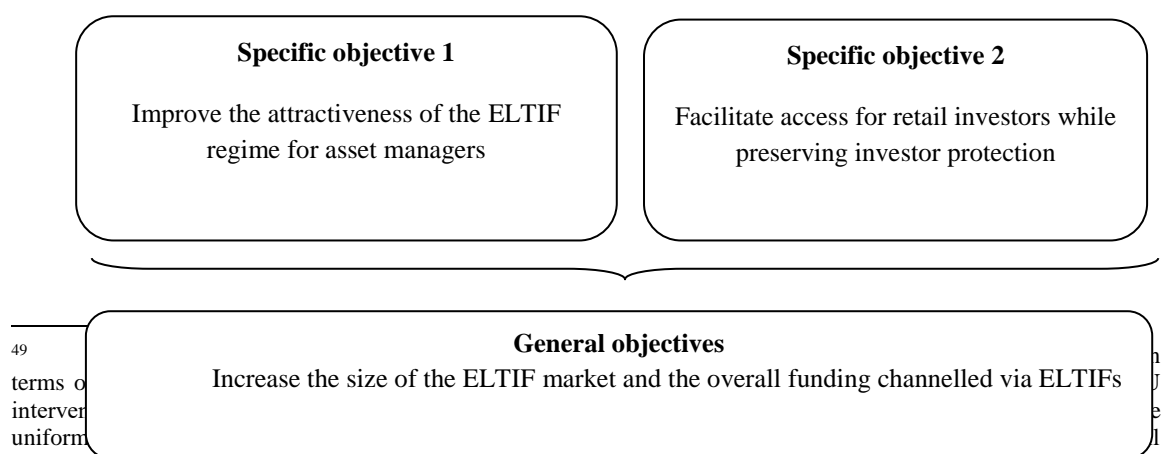 Specific objective 1
Improve the attractiveness of the ELTIF
regime for asset managers
Specific objective 2
Facilitate access for retail investors while
preserving investor protection
General objectives
Increase the size of the ELTIF market and the overall funding channelled via ELTIFs
49
terms